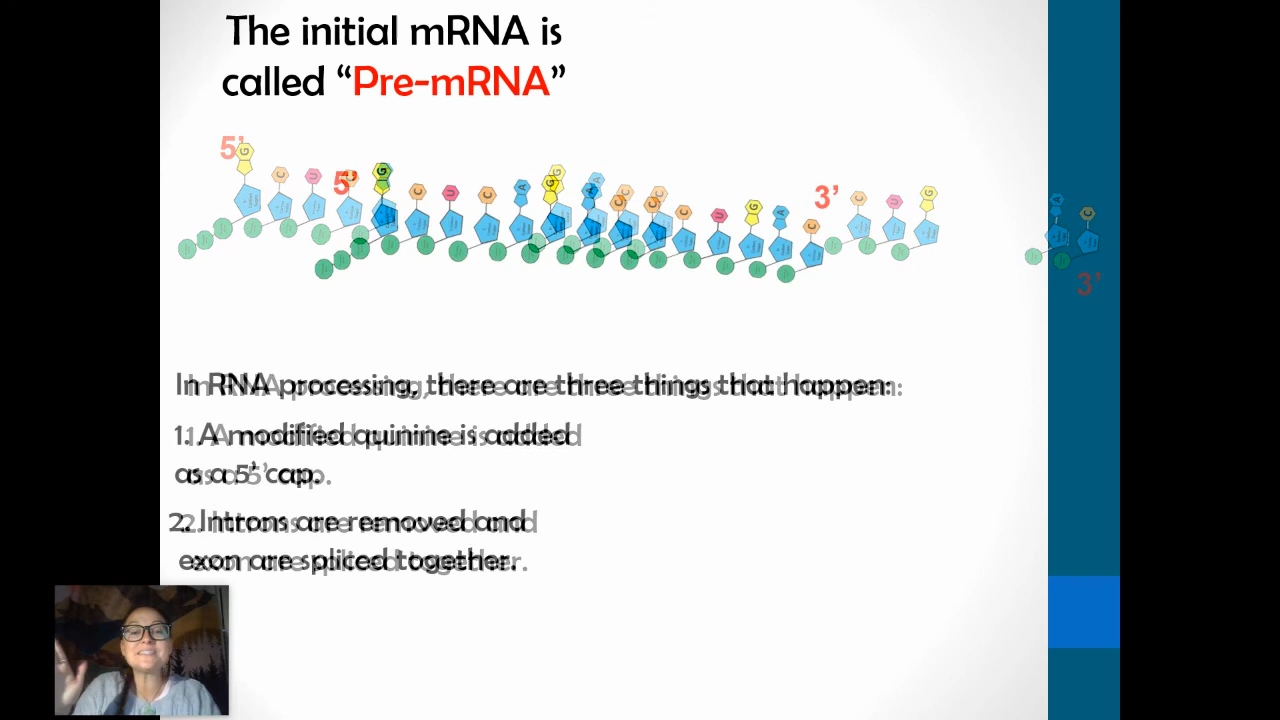 The initial mRNA is
called “Pre-mRNA”
5’
5’
3’
3’
G C U C G C U C A G G A A C C C C C U G A C C U G A C
In RNA processing, there are three things that happen:
1. A modified quinine is added
as a 5’ cap.
2. Introns are removed and
exon are spliced together.